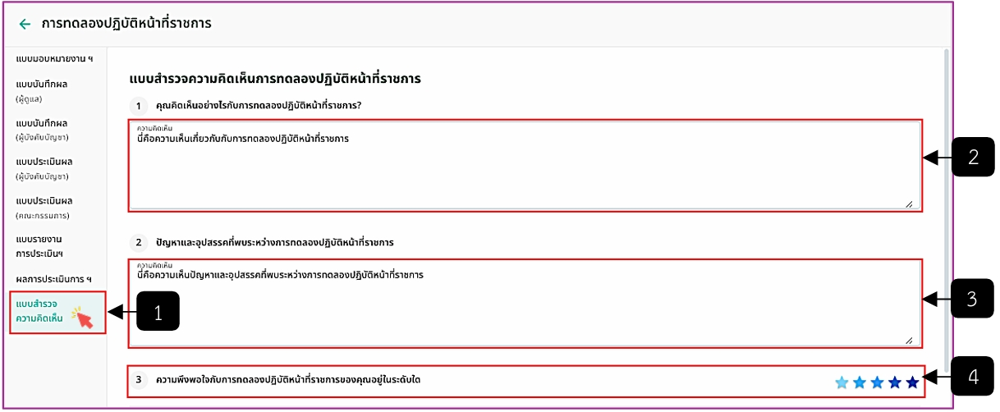 การทดลองปฏิบัติหน้าที่ราชการ
แบบมอบหมายงาน ฯ
แบบบันทึกผล
(ผู้ดูแล)
แบบบันทึกผล
(ผู้บังคับบัญชา)
แบบประเมินผล
(ผู้บังคับบัญชา)
แบบประเมินผล
(คณะกรรมการ)
แบบรายงาน
การประเมินฯ
ผลการประเมินการ ฯ
แบบสำรวจ
ความคิดเห็น
1
แบบสำรวจความคิดเห็นการทดลองปฏิบัติหน้าที่ราชการ
1 คุณคิดเห็นอย่างไรกับการทดลองปฏิบัติหน้าที่ราชการ?
ความคิดเห็น
นี่คือความเห็นเกี่ยวกับกับการทดลองปฏิบัติหน้าที่ราชการ
2
2 ปัญหาและอุปสรรคที่พบระหว่างการทดลองปฏิบัติหน้าที่ราชการ
ความคิดเห็น
นี่คือความเห็นปัญหาและอุปสรรคที่พบระหว่างการทดลองปฏิบัติหน้าที่ราชการ
3
3 ความพึงพอใจกับการทดลองปฏิบัติหน้าที่ราชการของคุณอยู่ในระดับใด
4